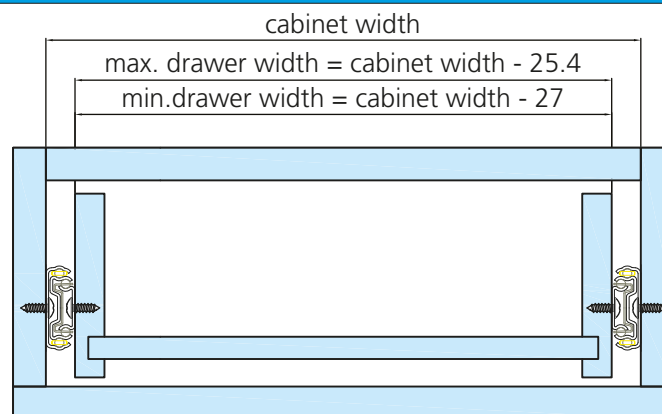 cabinet width
max. drawer width = cabinet width - 25.4
min.drawer width = cabinet width - 27